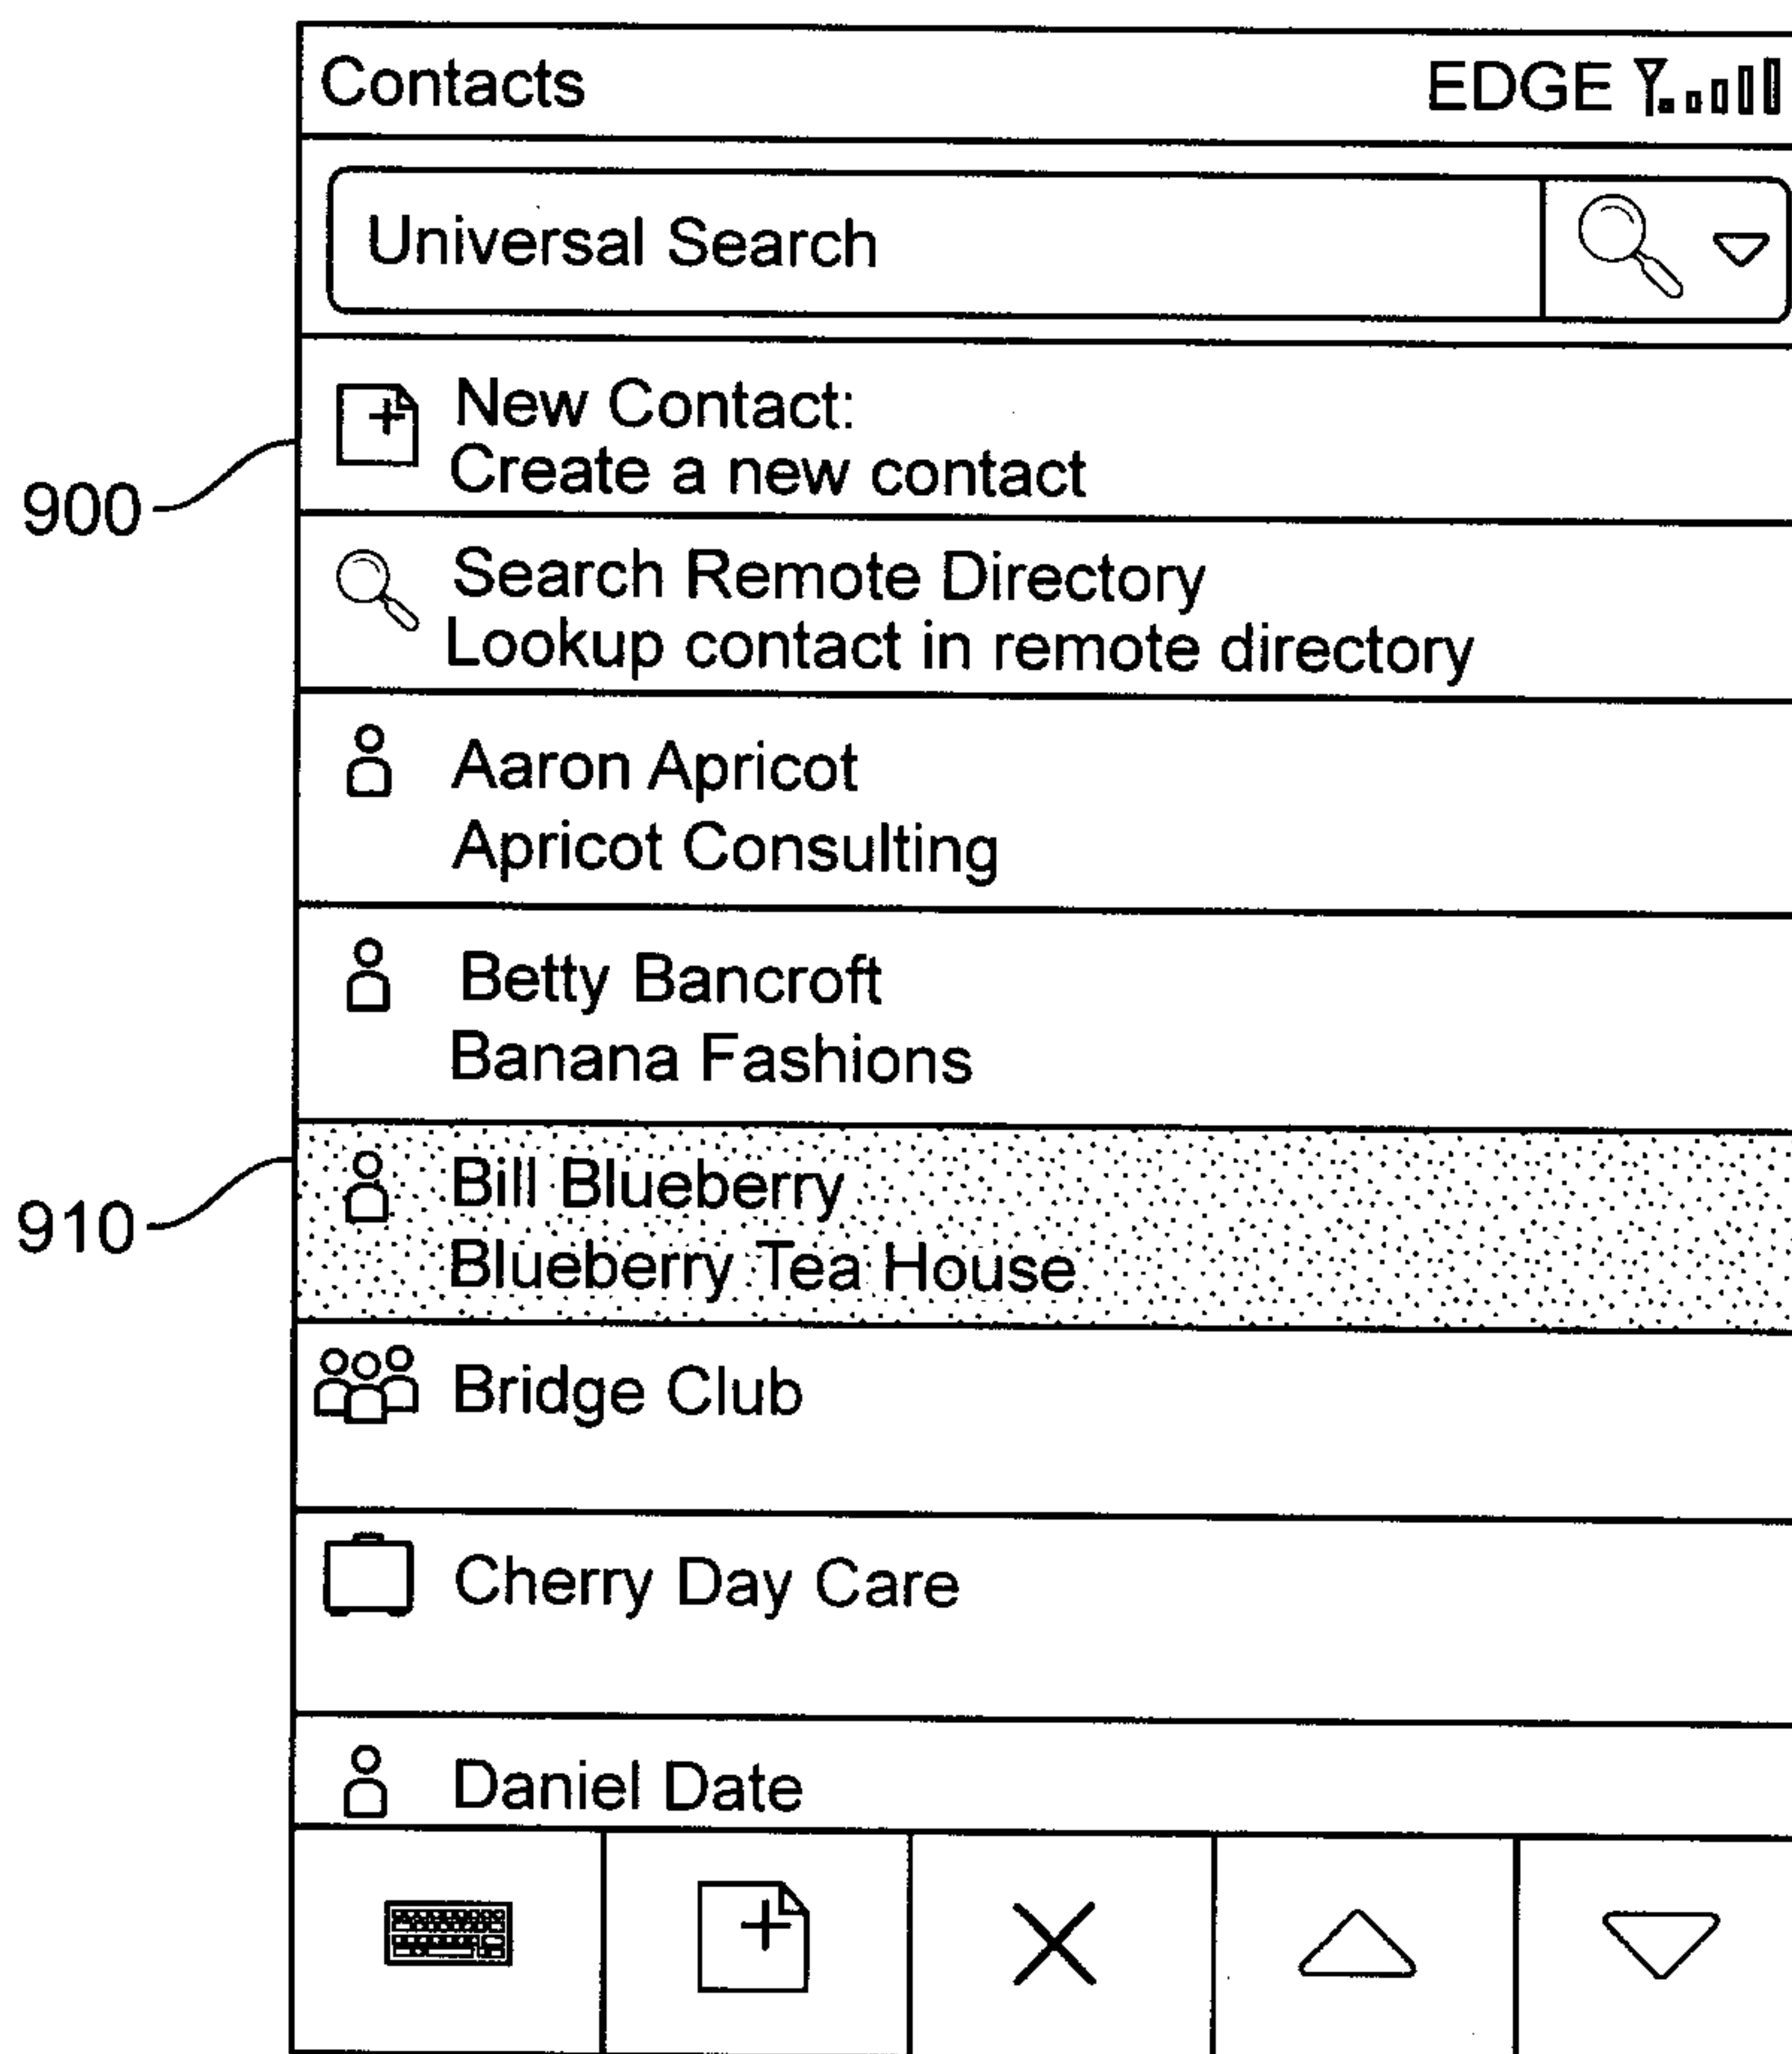 Contacts EDGE
Universal Search
New Contact:
Create a new contact
900
Search Remote Directory
Lookup contact in remote directory
Aaron Apricot
Apricot Consulting
Betty Bancroft
Banana Fashions
910
Bill Blueberry
Blueberry Tea House
Bridge Club
Cherry Day Care
Daniel Date